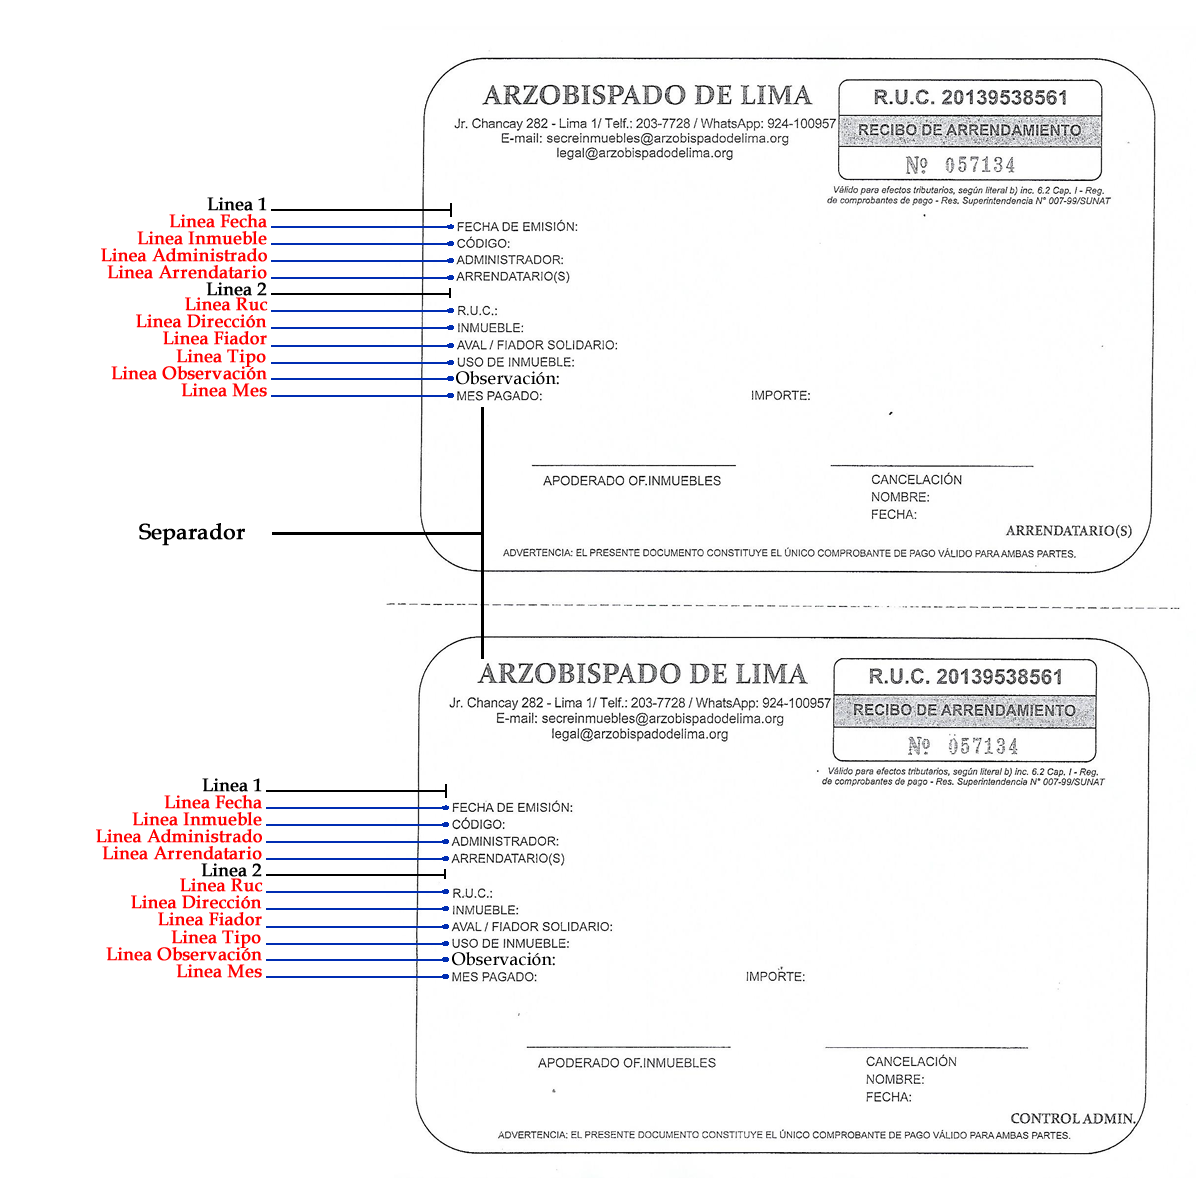 ARZOBISPADO DE LIMA
Jr. Chancay 282 - Lima 1/ Telf.: 203-7728 / WhatsApp: 924-100957
E-mail: secreinmuebles@arzobispadodelima.org
legal@arzobispadodelima.org
R.U.C. 20139538561
RECIBO DE ARRENDAMIENTO
Nº 057134
Válido para efectos tributarios, según literal b) inc. 6.2 Cap. I - Reg.
de comprobantes de pago - Res. Superintendencia N° 007-99/SUNAT
Linea 1
Linea Fecha FECHA DE EMISIÓN:
Linea Inmueble CÓDIGO:
Linea Administrado ADMINISTRADOR:
Linea Arrendatario ARRENDATARIO(S)
Linea 2
Linea Ruc R.U.C.:
Linea Dirección INMUEBLE:
Linea Fiador AVAL / FIADOR SOLIDARIO:
Linea Tipo USO DE INMUEBLE:
Linea Observación Observación:
Linea Mes MES PAGADO: IMPORTE:
APODERADO OF.INMUEBLES CANCELACIÓN
NOMBRE:
FECHA:
Separador
ARRENDATARIO(S)
ADVERTENCIA: EL PRESENTE DOCUMENTO CONSTITUYE EL ÚNICO COMPROBANTE DE PAGO VÁLIDO PARA AMBAS PARTES.
ARZOBISPADO DE LIMA
Jr. Chancay 282 - Lima 1/ Telf.: 203-7728 / WhatsApp: 924-100957
E-mail: secreinmuebles@arzobispadodelima.org
legal@arzobispadodelima.org
R.U.C. 20139538561
RECIBO DE ARRENDAMIENTO
Nº 057134
Válido para efectos tributarios, según literal b) inc. 6.2 Cap. I - Reg.
de comprobantes de pago - Res. Superintendencia N° 007-99/SUNAT
Linea 1
Linea Fecha FECHA DE EMISIÓN:
Linea Inmueble CÓDIGO:
Linea Administrado ADMINISTRADOR:
Linea Arrendatario ARRENDATARIO(S)
Linea 2
Linea Ruc R.U.C.:
Linea Dirección INMUEBLE:
Linea Fiador AVAL / FIADOR SOLIDARIO:
Linea Tipo USO DE INMUEBLE:
Linea Observación Observación:
Linea Mes MES PAGADO: IMPORTE:
APODERADO OF.INMUEBLES CANCELACIÓN
NOMBRE:
FECHA:
CONTROL ADMIN.
ADVERTENCIA: EL PRESENTE DOCUMENTO CONSTITUYE EL ÚNICO COMPROBANTE DE PAGO VÁLIDO PARA AMBAS PARTES.